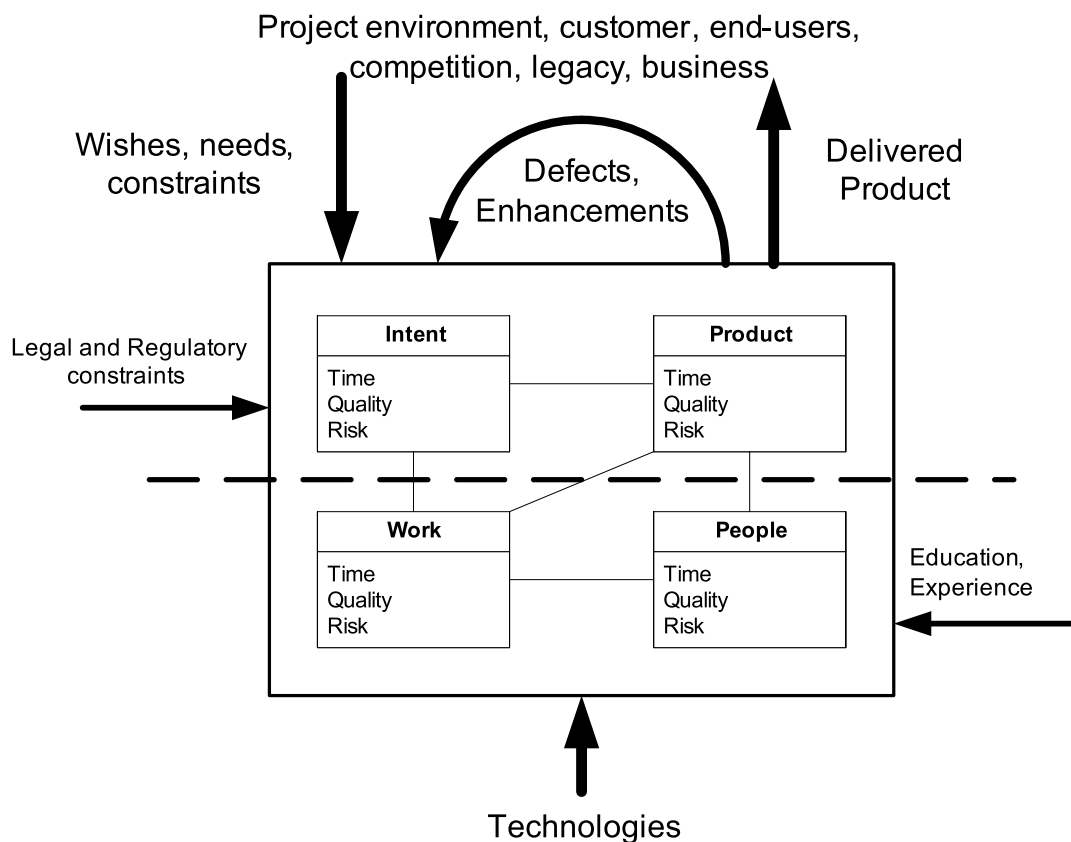 Project environment, customer, end-users,
competition, legacy, business
Wishes, needs,
constraints
Defects,
Enhancements
Delivered
Product
Legal and Regulatory
constraints
Intent
Time
Quality
Risk
Product
Time
Quality
Risk
Work
Time
Quality
Risk
People
Time
Quality
Risk
Education,
Experience
Technologies